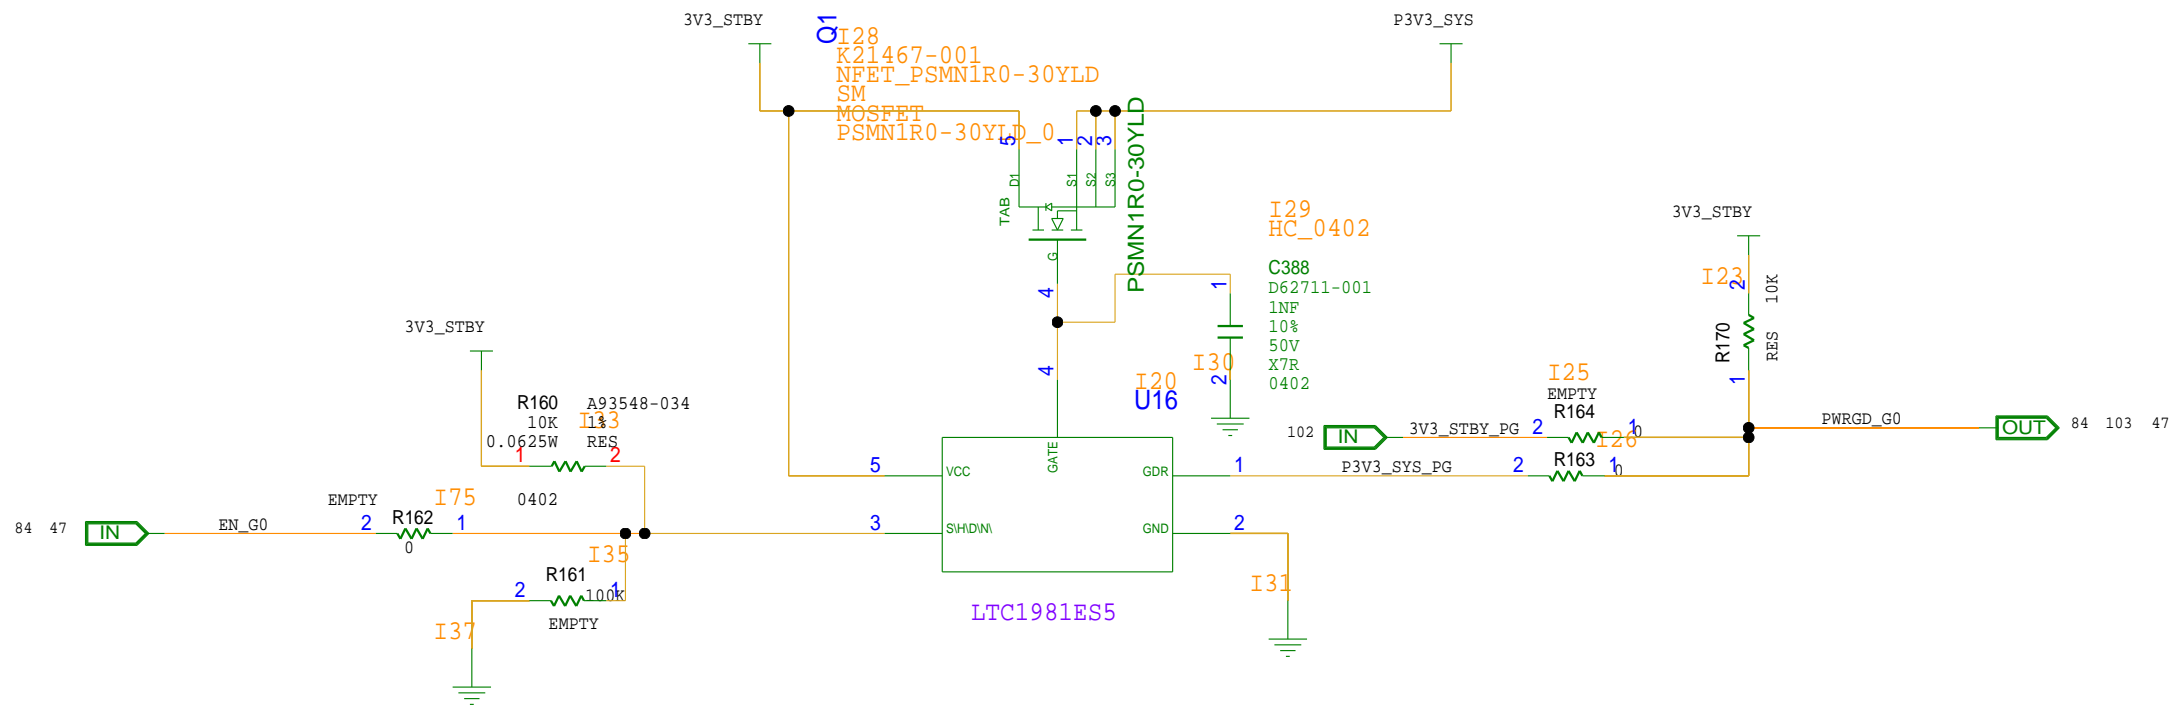 3V3_STBY
Q1
I28
K21467-001
NFET_PSMN1R0-30YLD
SM
MOSFET
PSMN1R0-30YLD_0
P3V3_SYS
5
1
2
3
D1
S1
S2
S3
TAB
G
PSMN1R0-30YLD
4
4
I29
HC_0402
C388
D62711-001
1NF
10%
50V
X7R
0402
1
I30
2
3V3_STBY
I23
2
10K
R170
RES
1
3V3_STBY
R160
A93548-034
10K
I33
1%
0.0625W
RES
1
2
0402
I20
U16
I25
EMPTY
R164
102
IN
3V3_STBY_PG
2
1
0
I26
PWRGD_G0
OUT
84 103 47
GATE
5
VCC
GDR
1
P3V3_SYS_PG
2
R163
1
0
EMPTY
I75
84 47
IN
EN_G0
2
R162
1
0
3
S\H\D\N\
GND
2
I35
R161
2
1
100K
EMPTY
I37
I31
LTC1981ES5